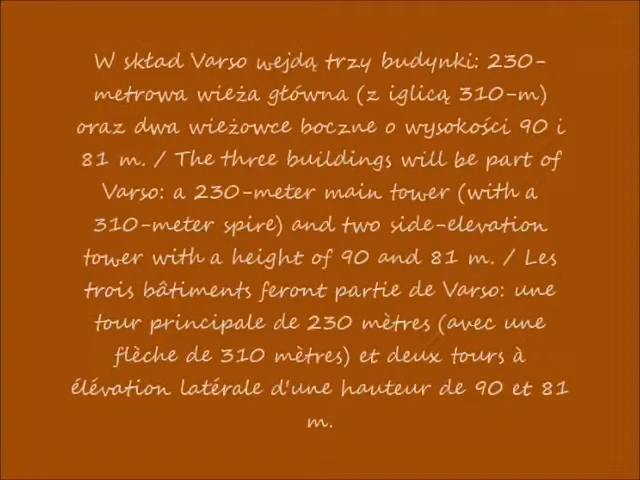 W skład Varso wejdą trzy budynki: 230-
metrowa wieża główna (z iglicą 310-m)
oraz dwa wieżowce boczne o wysokości 90 i
81 m. / The three buildings will be part of
Varso: a 230-meter main tower (with a
310-meter spire) and two side-elevation
tower with a height of 90 and 81 m. / Les
trois bâtiments feront partie de Varso: une
tour principale de 230 mètres (avec une
flèche de 310 mètres) et deux tours à
élévation latérale d'une hauteur de 90 et 81
m.